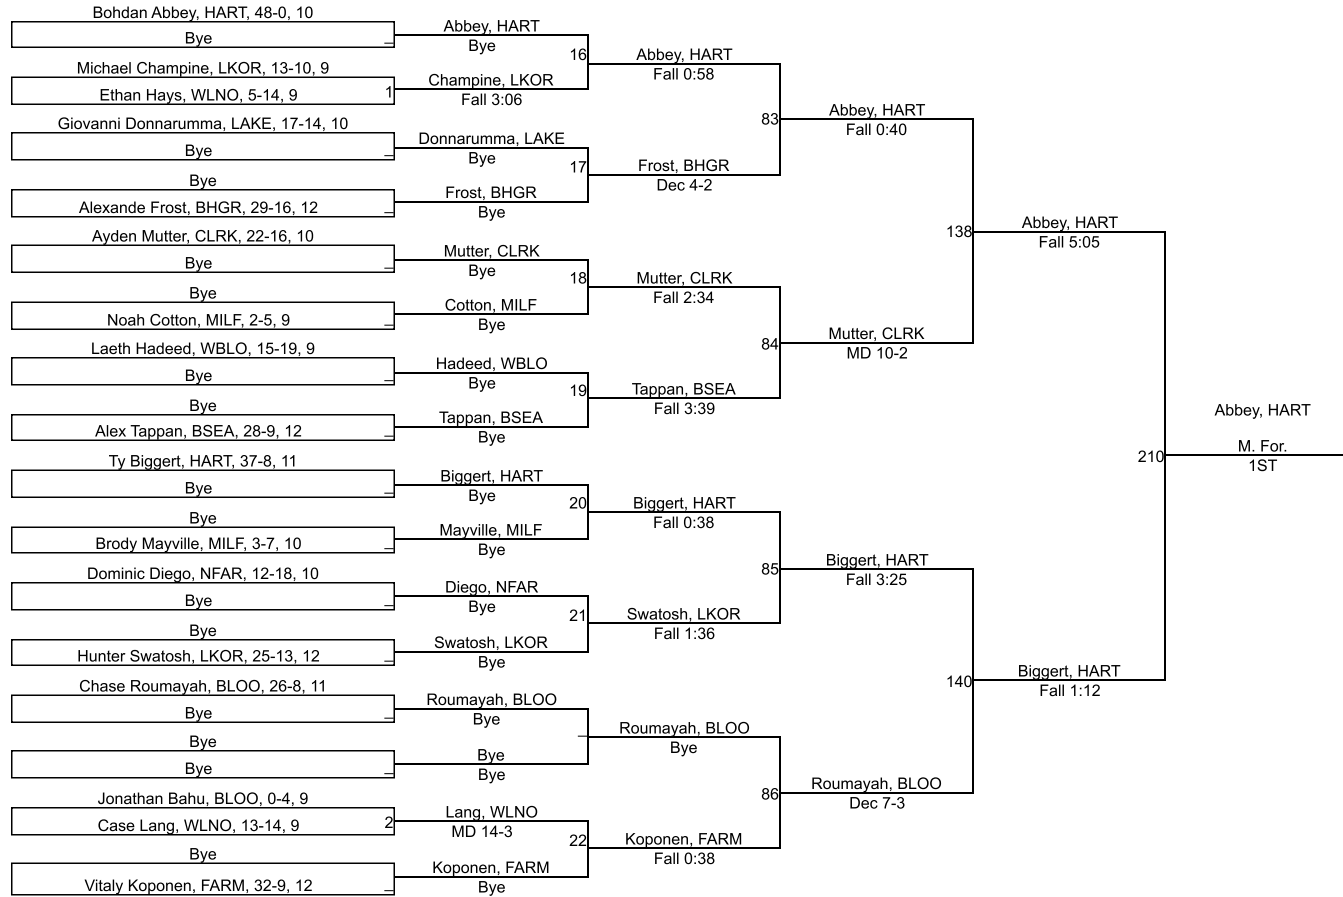 Bohdan Abbey, HART, 48-0, 10
Bye
_
Michael Champine, LKOR, 13-10, 9
Ethan Hays, WLNO, 5-14, 9
1
Giovanni Donnarumma, LAKE, 17-14, 10
Bye
_
Bye
Alexande Frost, BHGR, 29-16, 12
_
Ayden Mutter, CLRK, 22-16, 10
Bye
_
Bye
Noah Cotton, MILF, 2-5, 9
_
Laeth Hadeed, WBLO, 15-19, 9
Bye
_
Bye
Alex Tappan, BSEA, 28-9, 12
_
Ty Biggert, HART, 37-8, 11
Bye
_
Bye
Brody Mayville, MILF, 3-7, 10
_
Dominic Diego, NFAR, 12-18, 10
Bye
_
Bye
Hunter Swatosh, LKOR, 25-13, 12
_
Chase Roumayah, BLOO, 26-8, 11
Bye
_
Bye
Bye
_
Jonathan Bahu, BLOO, 0-4, 9
Case Lang, WLNO, 13-14, 9
2
Bye
Vitaly Koponen, FARM, 32-9, 12
_
Abbey, HART
Bye
16
Champine, LKOR
Fall 3:06
Donnarumma, LAKE
Bye
17
Frost, BHGR
Bye
Mutter, CLRK
Bye
18
Cotton, MILF
Bye
Hadeed, WBLO
Bye
19
Tappan, BSEA
Bye
Biggert, HART
Bye
20
Mayville, MILF
Bye
Diego, NFAR
Bye
21
Swatosh, LKOR
Bye
Roumayah, BLOO
Bye
_
Bye
Bye
Lang, WLNO
MD 14-3
22
Koponen, FARM
Bye
Abbey, HART
Fall 0:58
83
Frost, BHGR
Dec 4-2
Mutter, CLRK
Fall 2:34
84
Tappan, BSEA
Fall 3:39
Biggert, HART
Fall 0:38
85
Swatosh, LKOR
Fall 1:36
Roumayah, BLOO
Bye
86
Koponen, FARM
Fall 0:38
Abbey, HART
Fall 0:40
138
Mutter, CLRK
MD 10-2
Biggert, HART
Fall 3:25
140
Roumayah, BLOO
Dec 7-3
Abbey, HART
Fall 5:05
210
Biggert, HART
Fall 1:12
Abbey, HART
M. For.
1ST